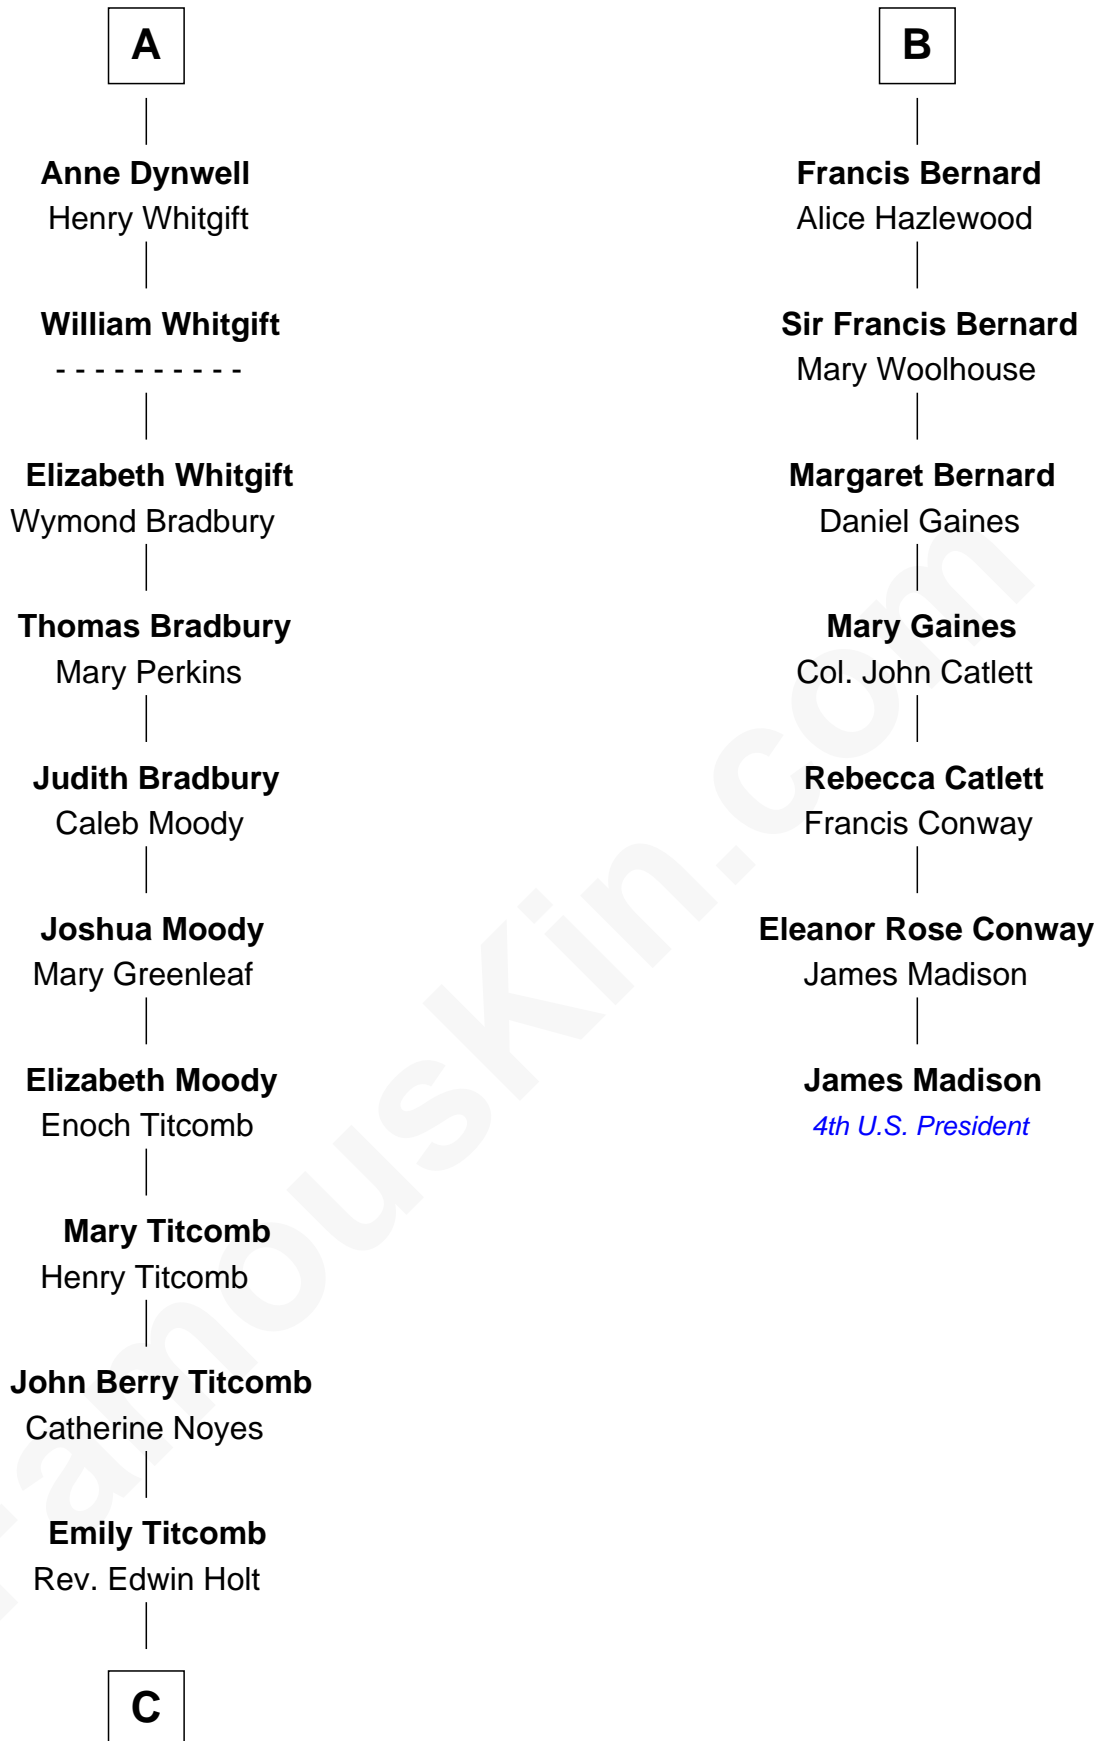 A
Anne Dynwell
Henry Whitgift
William Whitgift
- - - - - - - - - -
Elizabeth Whitgift
Wymond Bradbury
Thomas Bradbury
Mary Perkins
Judith Bradbury
Caleb Moody
Joshua Moody
Mary Greenleaf
Elizabeth Moody
Enoch Titcomb
Mary Titcomb
Henry Titcomb
John Berry Titcomb
Catherine Noyes
Emily Titcomb
Rev. Edwin Holt
C
B
Francis Bernard
Alice Hazlewood
Sir Francis Bernard
Mary Woolhouse
Margaret Bernard
Daniel Gaines
Mary Gaines
Col. John Catlett
Rebecca Catlett
Francis Conway
Eleanor Rose Conway
James Madison
James Madison
4th U.S. President
FamousKin.com